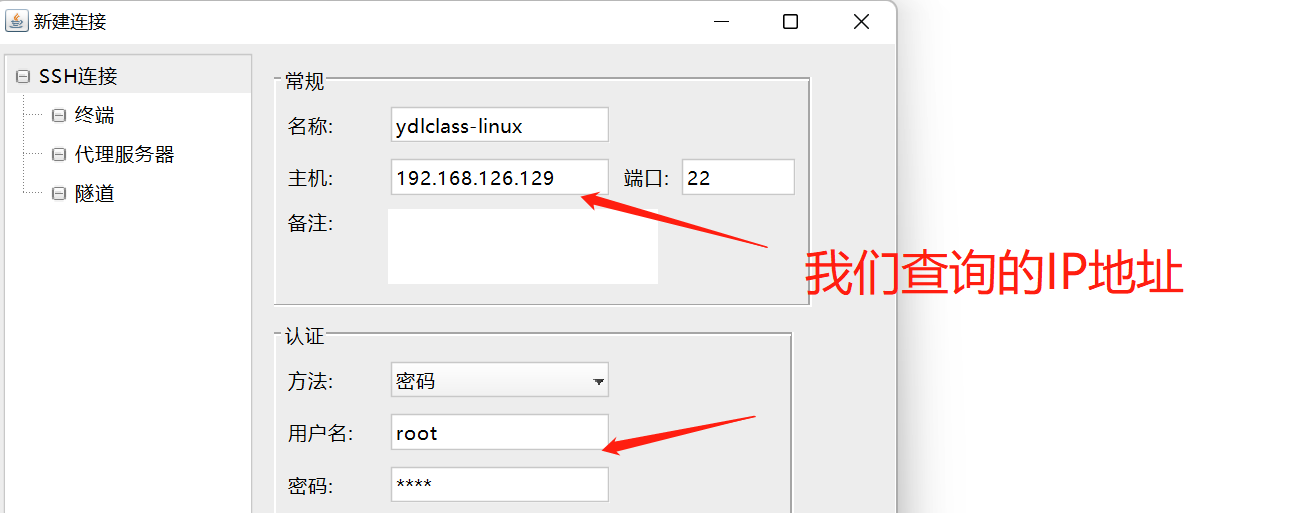 新建连接
SSH连接
终端
代理服务器
隧道
常规
名称: ydlclass-linux
主机: 192.168.126.129 端口: 22
备注:
我们查询的IP地址
认证
方法: 密码
用户名: root
密码: ****